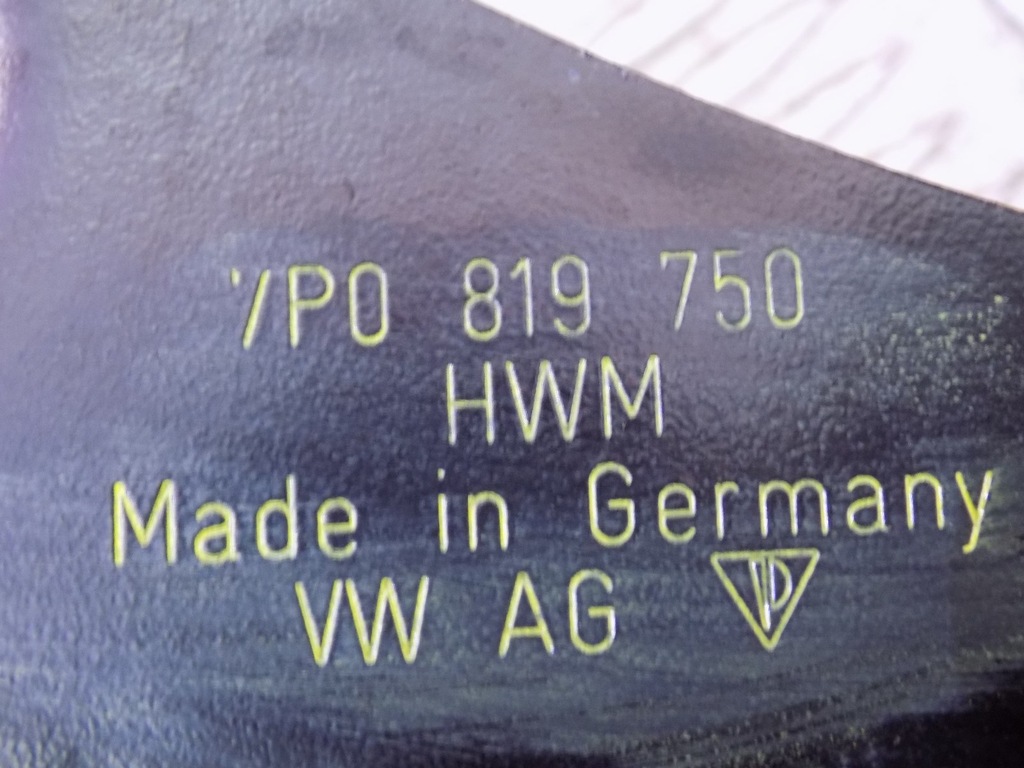 7P0 819 750
HWM
Made in Germany
VW AG